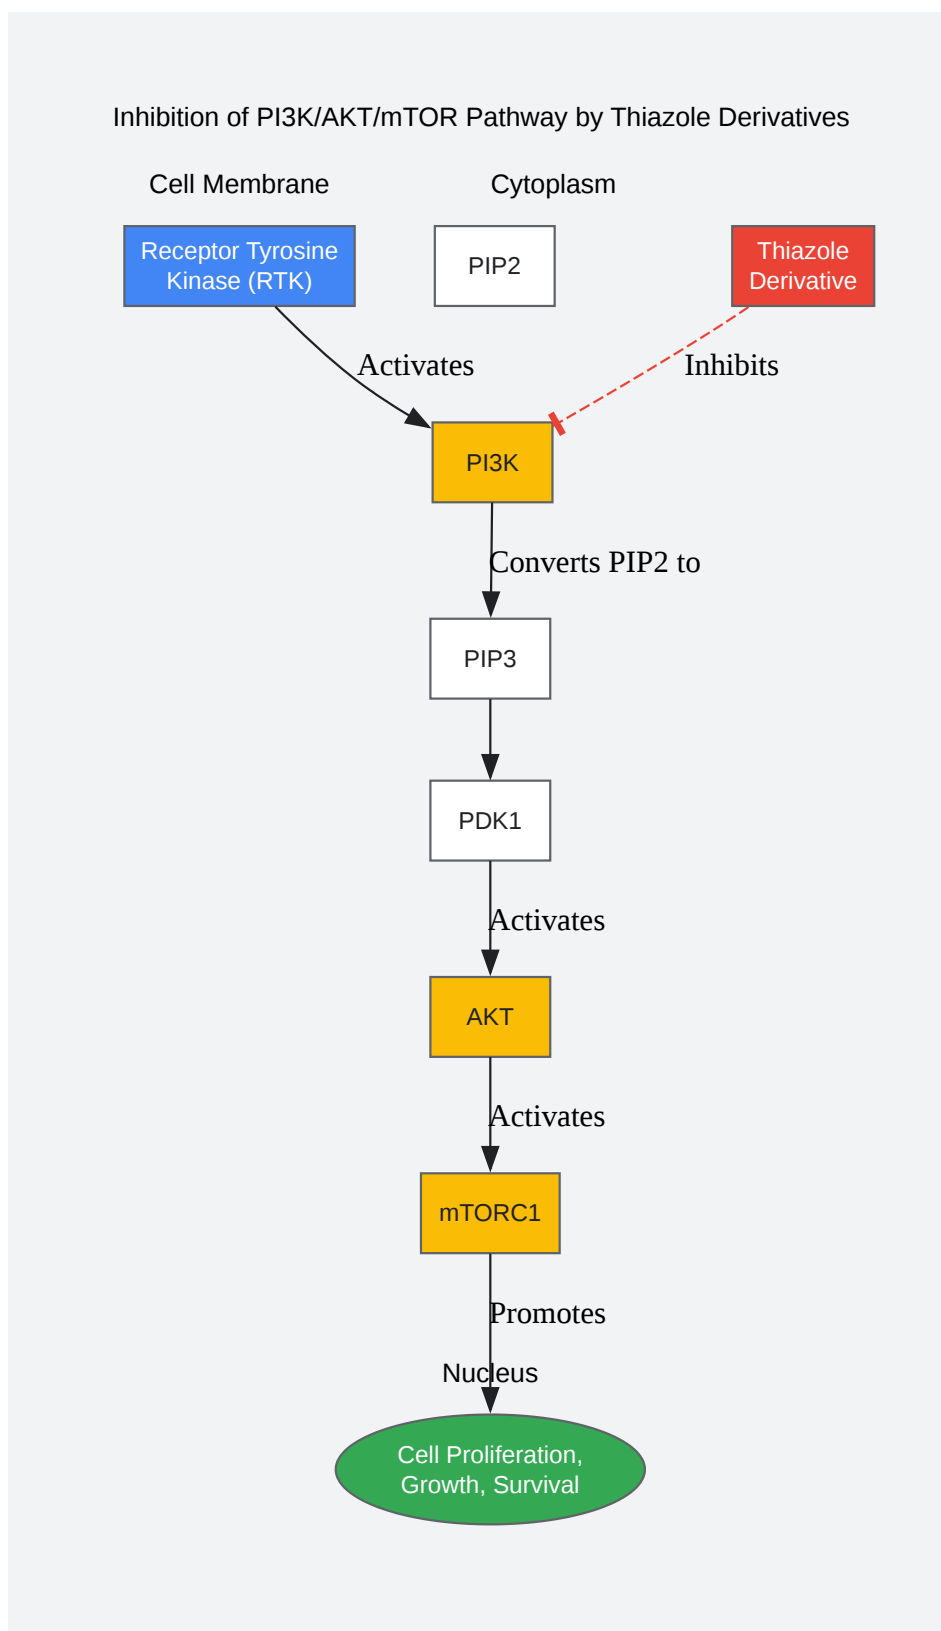 Inhibition of PI3K/AKT/mTOR Pathway by Thiazole Derivatives
Cell Membrane
Cytoplasm
Receptor Tyrosine
Kinase (RTK)
PIP2
Thiazole
Derivative
Activates
Inhibits
PI3K
Converts PIP2 to
PIP3
PDK1
Activates
AKT
Activates
mTORC1
Promotes
Nucleus
Cell Proliferation,
Growth, Survival